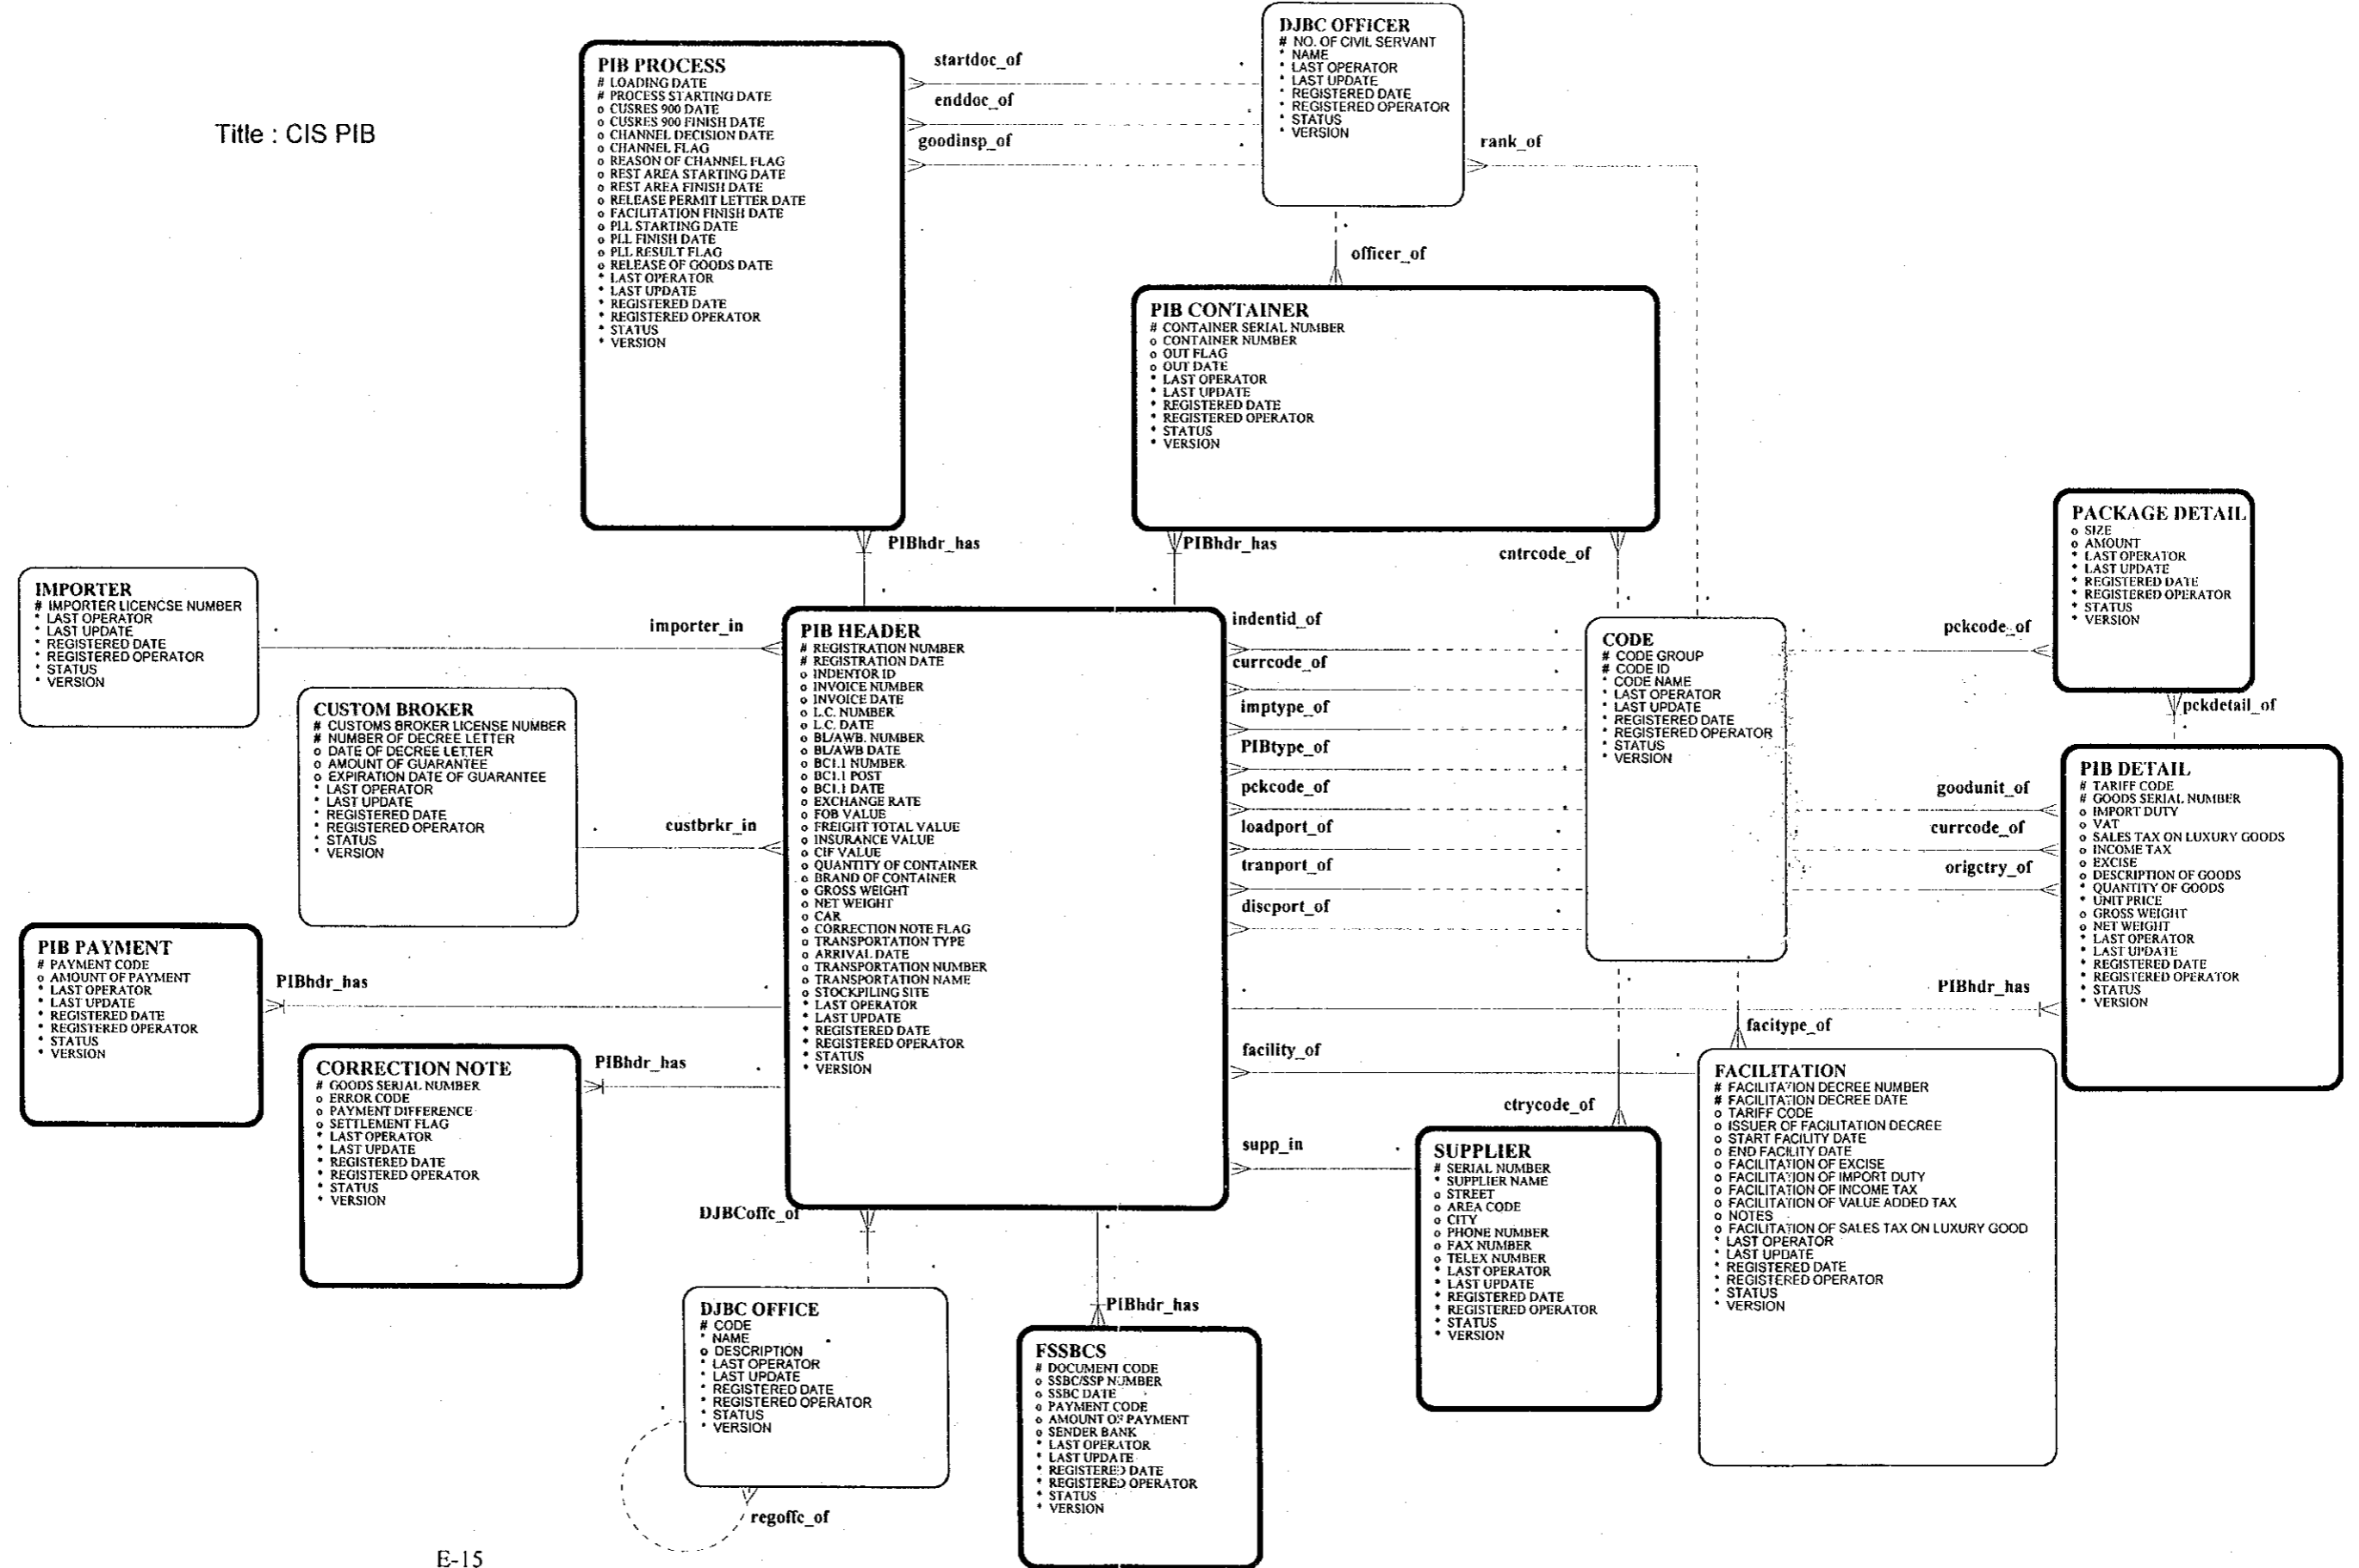 Title : CIS PIB
PIB PROCESS
# LOADING DATE
# PROCESS STARTING DATE
o CUSRES 900 DATE
o CUSRES 900 FINISH DATE
o CHANNEL DECISION DATE
o CHANNEL FLAG
o REASON OF CHANNEL FLAG
o REST AREA STARTING DATE
o REST AREA FINISH DATE
o RELEASE PERMIT LETTER DATE
o FACILITATION FINISH DATE
o PLL STARTING DATE
o PLL FINISH DATE
o PLL RESULT FLAG
o RELEASE OF GOODS DATE
* LAST OPERATOR
* LAST UPDATE
* REGISTERED DATE
* REGISTERED OPERATOR
* STATUS
* VERSION
startdoc_of
enddoc_of
goodinsp_of
DJBC OFFICER
# NO. OF CIVIL SERVANT
* NAME
* LAST OPERATOR
* LAST UPDATE
* REGISTERED DATE
* REGISTERED OPERATOR
* STATUS
* VERSION
rank_of
officer_of
PIB CONTAINER
# CONTAINER SERIAL NUMBER
o CONTAINER NUMBER
o OUT FLAG
o OUT DATE
* LAST OPERATOR
* LAST UPDATE
* REGISTERED DATE
* REGISTERED OPERATOR
* STATUS
* VERSION
PIBhdr_has
PIBhdr_has
cntrcode_of
PACKAGE DETAIL
o SIZE
o AMOUNT
* LAST OPERATOR
* LAST UPDATE
* REGISTERED DATE
* REGISTERED OPERATOR
* STATUS
* VERSION
IMPORTER
# IMPORTER LICENCSE NUMBER
* LAST OPERATOR
* LAST UPDATE
* REGISTERED DATE
* REGISTERED OPERATOR
* STATUS
* VERSION
importer_in
CUSTOM BROKER
# CUSTOMS BROKER LICENSE NUMBER
# NUMBER OF DECREE LETTER
o DATE OF DECREE LETTER
o AMOUNT OF GUARANTEE
o EXPIRATION DATE OF GUARANTEE
* LAST OPERATOR
* LAST UPDATE
* REGISTERED DATE
* REGISTERED OPERATOR
* STATUS
* VERSION
custbrkr_in
PIB HEADER
# REGISTRATION NUMBER
# REGISTRATION DATE
o INDENTOR ID
o INVOICE NUMBER
o INVOICE DATE
o L.C. NUMBER
o L.C. DATE
o BL/AWB. NUMBER
o BL/AWB DATE
o BC1.1 NUMBER
o BC1.1 POST
o BC1.1 DATE
o EXCHANGE RATE
o FOB VALUE
o FREIGHT TOTAL VALUE
o INSURANCE VALUE
o CIF VALUE
o QUANTITY OF CONTAINER
o BRAND OF CONTAINER
o GROSS WEIGHT
o NET WEIGHT
o CAR
o CORRECTION NOTE FLAG
o TRANSPORTATION TYPE
o ARRIVAL DATE
o TRANSPORTATION NUMBER
o TRANSPORTATION NAME
o STOCKPILING SITE
* LAST OPERATOR
* LAST UPDATE
* REGISTERED DATE
* REGISTERED OPERATOR
* STATUS
* VERSION
indentid_of
currcode_of
imptype_of
PIBtype_of
pckcode_of
loadport_of
tranport_of
discport_of
CODE
# CODE GROUP
# CODE ID
* CODE NAME
* LAST OPERATOR
* LAST UPDATE
* REGISTERED DATE
* REGISTERED OPERATOR
* STATUS
* VERSION
pckcode_of
pckdetail_of
goodunit_of
currcode_of
origctry_of
PIBhdr_has
PIB DETAIL
# TARIFF CODE
# GOODS SERIAL NUMBER
o IMPORT DUTY
o VAT
o SALES TAX ON LUXURY GOODS
o INCOME TAX
o EXCISE
o DESCRIPTION OF GOODS
* QUANTITY OF GOODS
* UNIT PRICE
o GROSS WEIGHT
o NET WEIGHT
* LAST OPERATOR
* LAST UPDATE
* REGISTERED DATE
* REGISTERED OPERATOR
* STATUS
* VERSION
PIB PAYMENT
# PAYMENT CODE
o AMOUNT OF PAYMENT
* LAST OPERATOR
* LAST UPDATE
* REGISTERED DATE
* REGISTERED OPERATOR
* STATUS
* VERSION
PIBhdr_has
CORRECTION NOTE
# GOODS SERIAL NUMBER
o ERROR CODE
o PAYMENT DIFFERENCE
o SETTLEMENT FLAG
* LAST OPERATOR
* LAST UPDATE
* REGISTERED DATE
* REGISTERED OPERATOR
* STATUS
* VERSION
PIBhdr_has
facility_of
facitype_of
ctrycode_of
supp_in
SUPPLIER
# SERIAL NUMBER
* SUPPLIER NAME
o STREET
o AREA CODE
o CITY
o PHONE NUMBER
o FAX NUMBER
o TELEX NUMBER
* LAST OPERATOR
* LAST UPDATE
* REGISTERED DATE
* REGISTERED OPERATOR
* STATUS
* VERSION
FACILITATION
# FACILITATION DECREE NUMBER
# FACILITATION DECREE DATE
o TARIFF CODE
o ISSUER OF FACILITATION DECREE
o START FACILITY DATE
o END FACILITY DATE
o FACILITATION OF EXCISE
o FACILITATION OF IMPORT DUTY
o FACILITATION OF INCOME TAX
o FACILITATION OF VALUE ADDED TAX
o NOTES
o FACILITATION OF SALES TAX ON LUXURY GOOD
* LAST OPERATOR
* LAST UPDATE
* REGISTERED DATE
* REGISTERED OPERATOR
* STATUS
* VERSION
DJBCoffc_of
DJBC OFFICE
# CODE
* NAME
o DESCRIPTION
* LAST OPERATOR
* LAST UPDATE
* REGISTERED DATE
* REGISTERED OPERATOR
* STATUS
* VERSION
regoffc_of
PIBhdr_has
FSSBCS
# DOCUMENT CODE
o SSBC/SSP NUMBER
o SSBC DATE
o PAYMENT CODE
o AMOUNT OF PAYMENT
o SENDER BANK
* LAST OPERATOR
* LAST UPDATE
* REGISTERED DATE
* REGISTERED OPERATOR
* STATUS
* VERSION
E-15